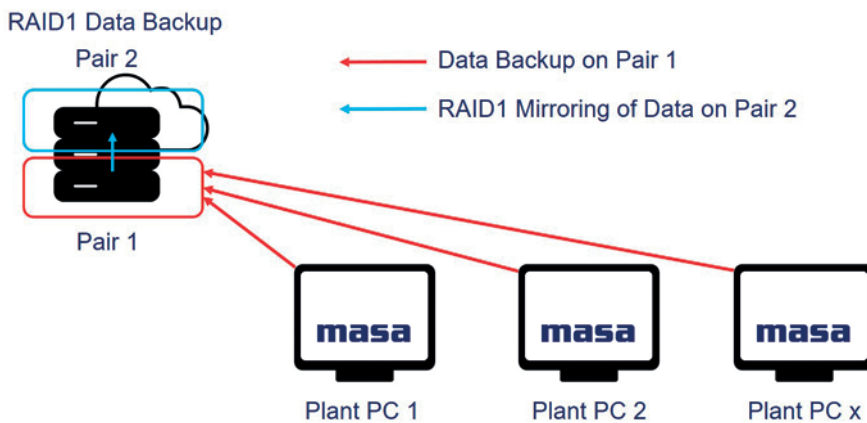 RAID1 Data Backup
Pair 2
Data Backup on Pair 1
RAID1 Mirroring of Data on Pair 2
Pair 1
masa
masa
masa
Plant PC 1
Plant PC 2
Plant PC x